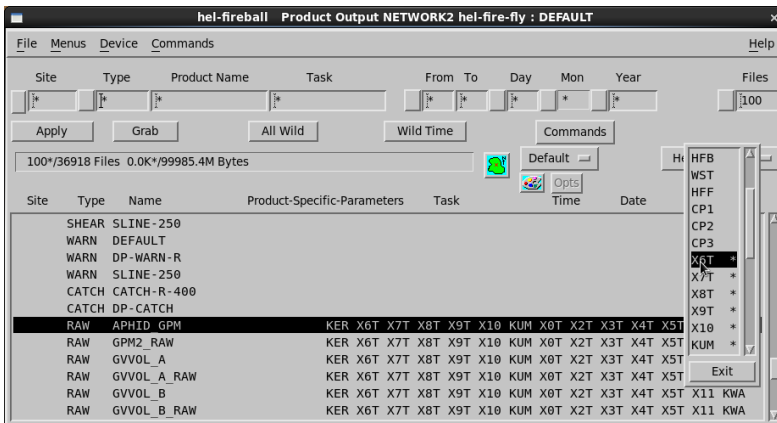 hel-fireball Product Output NETWORK2 hel-fire-fly : DEFAULT
File Menus Device Commands Help
Site Type Product Name Task From To Day Mon Year Files
* * * * * * * * * 100
Apply Grab All Wild Wild Time Commands
100*/36918 Files 0.0K*/99985.4M Bytes
Default He
Opts
Site Type Name Product-Specific-Parameters Task Time Date
SHEAR SLINE-250
WARN DEFAULT
WARN DP-WARN-R
WARN SLINE-250
CATCH CATCH-R-400
CATCH DP-CATCH
RAW APHID_GPM KER X6T X7T X8T X9T X10 KUM X0T X2T X3T X4T X5T
RAW GPM2_RAW KER X6T X7T X8T X9T X10 KUM X0T X2T X3T X4T X5T
RAW GVVOL_A KER X6T X7T X8T X9T X10 KUM X0T X2T X3T X4T X5T
RAW GVVOL_A_RAW KER X6T X7T X8T X9T X10 KUM X0T X2T X3T X4T X5T
RAW GVVOL_B KER X6T X7T X8T X9T X10 KUM X0T X2T X3T X4T X5T X11 KWA
RAW GVVOL_B_RAW KER X6T X7T X8T X9T X10 KUM X0T X2T X3T X4T X5T X11 KWA
HFB
WST
HFF
CP1
CP2
CP3
X6T *
X7T *
X8T *
X9T *
X10 *
KUM *
Exit